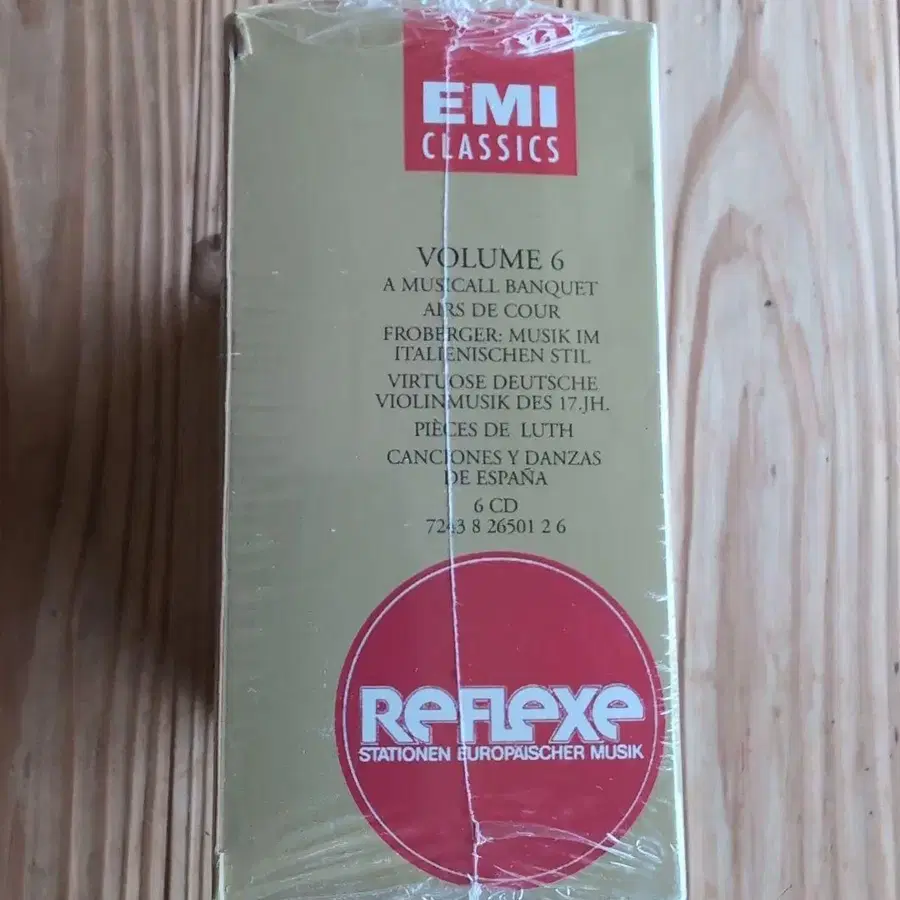 EMI
CLASSICS
VOLUME 6
A MUSICALL BANQUET
AIRS DE COUR
FROBERGER: MUSIK IM
ITALIENISCHEN STIL
VIRTUOSE DEUTSCHE
VIOLINMUSIK DES 17.JH.
PIÈCES DE LUTH
CANCIONES Y DANZAS
DE ESPAÑA
6 CD
7243 8 26501 2 6
REFLEXE
STATIONEN EUROPÄISCHER MUSIK